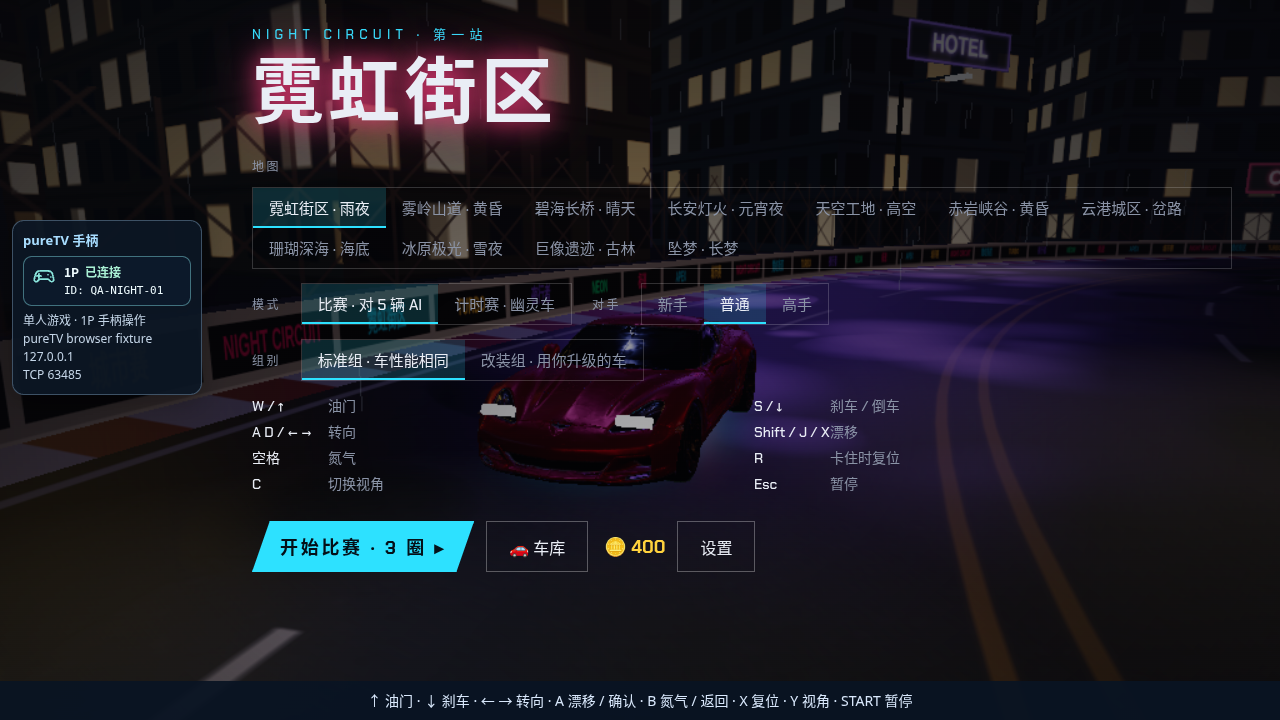 NIGHT CIRCUIT · 第一站
霓虹街区
HOTEL
地图
霓虹街区 · 雨夜 雾岭山道 · 黄昏 碧海长桥 · 晴天 长安灯火 · 元宵夜 天空工地 · 高空 赤岩峡谷 · 黄昏 云港城区 · 岔路
珊瑚深海 · 海底 冰原极光 · 雪夜 巨像遗迹 · 古林 坠梦 · 长梦
pureTV 手柄
1P 已连接
ID: QA-NIGHT-01
单人游戏 · 1P 手柄操作
pureTV browser fixture
127.0.0.1
TCP 63485
模式 比赛 · 对 5 辆 AI 计时赛 · 幽灵车 对手 新手 普通 高手
NEON
NIGHT CIRCUIT
组别 标准组 · 车性能相同 改装组 · 用你升级的车
W / ↑ 油门 S / ↓ 刹车 / 倒车
A D / ← → 转向 Shift / J / X 漂移
空格 氮气 R 卡住时复位
C 切换视角 Esc 暂停
开始比赛 · 3 圈 ▸ 🚗 车库 🪙 400 设置
↑ 油门 · ↓ 刹车 · ← → 转向 · A 漂移 / 确认 · B 氮气 / 返回 · X 复位 · Y 视角 · START 暂停